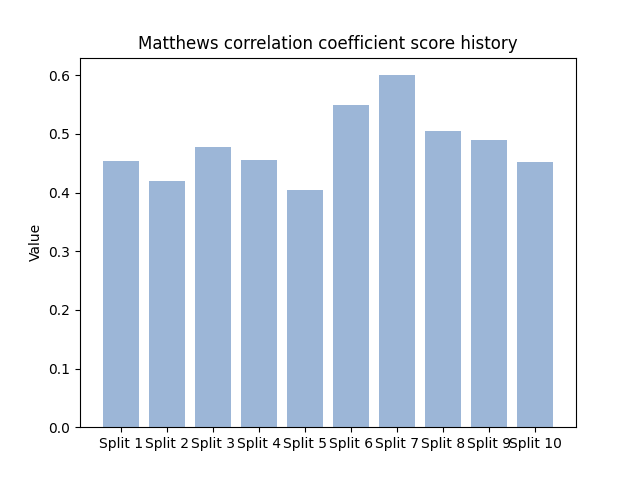 Matthews correlation coefficient score history
0.6
0.5
0.4
0.3
0.2
0.1
0.0
Value
Split 1 Split 2 Split 3 Split 4 Split 5 Split 6 Split 7 Split 8 Split 9 Split 10